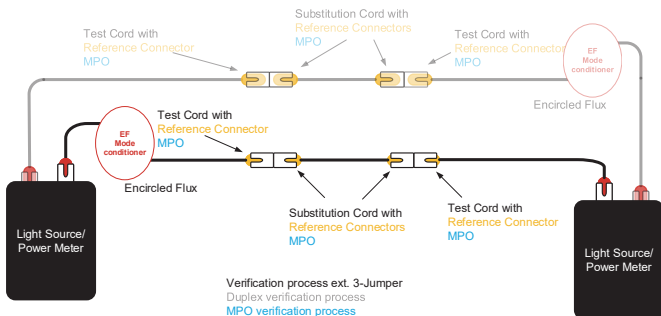 Substitution Cord with
Reference Connectors
MPO
Test Cord with
Reference Connector
MPO
Test Cord with
Reference Connector
MPO
EF
Mode
conditioner
Encircled Flux
Test Cord with
Reference Connector
MPO
EF
Mode
conditioner
Encircled Flux
Substitution Cord with
Reference Connectors
MPO
Test Cord with
Reference Connector
MPO
Light Source/
Power Meter
Light Source/
Power Meter
Verification process ext. 3-Jumper
Duplex verification process
MPO verification process